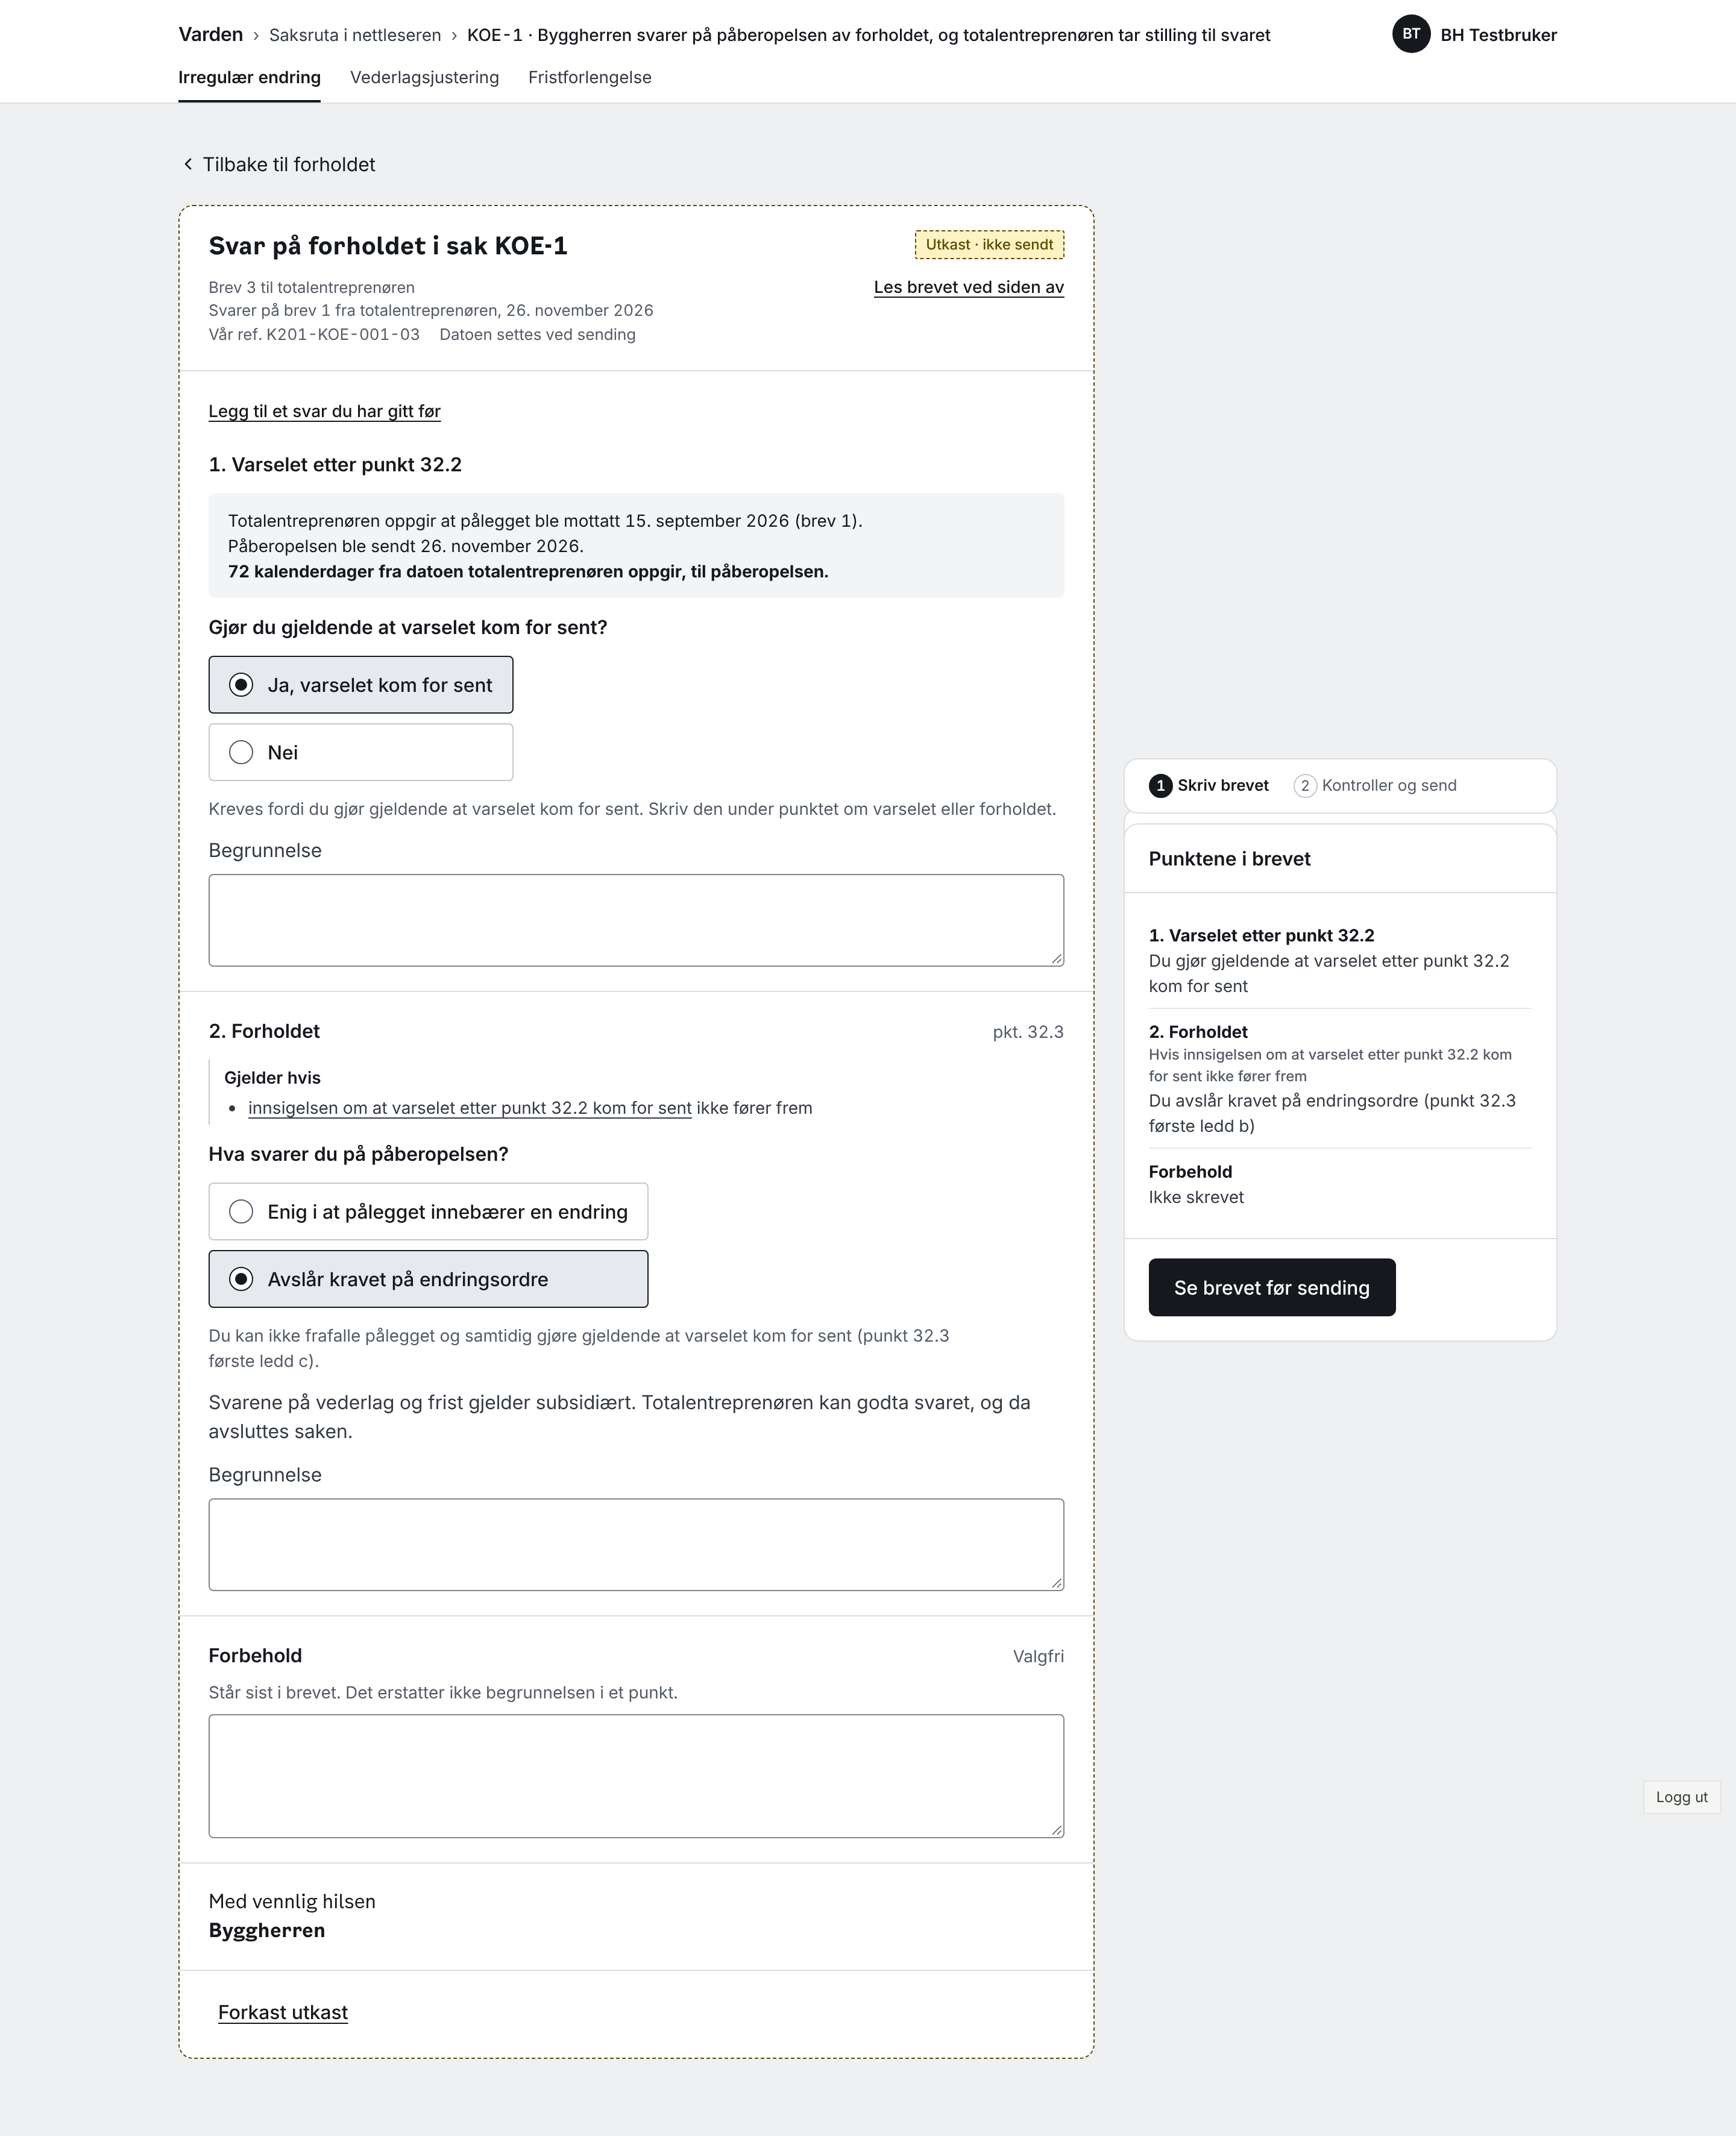 Varden › Saksruta i nettleseren › KOE-1 · Byggherren svarer på påberopelsen av forholdet, og totalentreprenøren tar stilling til svaret
BT BH Testbruker
Irregulær endring Vederlagsjustering Fristforlengelse
Tilbake til forholdet
Svar på forholdet i sak KOE-1
Utkast · ikke sendt
Brev 3 til totalentreprenøren
Les brevet ved siden av
Svarer på brev 1 fra totalentreprenøren, 26. november 2026
Vår ref. K201-KOE-001-03 Datoen settes ved sending
Legg til et svar du har gitt før
1. Varselet etter punkt 32.2
Totalentreprenøren oppgir at pålegget ble mottatt 15. september 2026 (brev 1).
Påberopelsen ble sendt 26. november 2026.
72 kalenderdager fra datoen totalentreprenøren oppgir, til påberopelsen.
Gjør du gjeldende at varselet kom for sent?
Ja, varselet kom for sent
Nei
Kreves fordi du gjør gjeldende at varselet kom for sent. Skriv den under punktet om varselet eller forholdet.
Begrunnelse
2. Forholdet
pkt. 32.3
Gjelder hvis
• innsigelsen om at varselet etter punkt 32.2 kom for sent ikke fører frem
Hva svarer du på påberopelsen?
Enig i at pålegget innebærer en endring
Avslår kravet på endringsordre
Du kan ikke frafalle pålegget og samtidig gjøre gjeldende at varselet kom for sent (punkt 32.3
første ledd c).
Svarene på vederlag og frist gjelder subsidiært. Totalentreprenøren kan godta svaret, og da
avsluttes saken.
Begrunnelse
Forbehold
Valgfri
Står sist i brevet. Det erstatter ikke begrunnelsen i et punkt.
Med vennlig hilsen
Byggherren
Forkast utkast
1 Skriv brevet 2 Kontroller og send
Punktene i brevet
1. Varselet etter punkt 32.2
Du gjør gjeldende at varselet etter punkt 32.2
kom for sent
2. Forholdet
Hvis innsigelsen om at varselet etter punkt 32.2 kom
for sent ikke fører frem
Du avslår kravet på endringsordre (punkt 32.3
første ledd b)
Forbehold
Ikke skrevet
Se brevet før sending
Logg ut